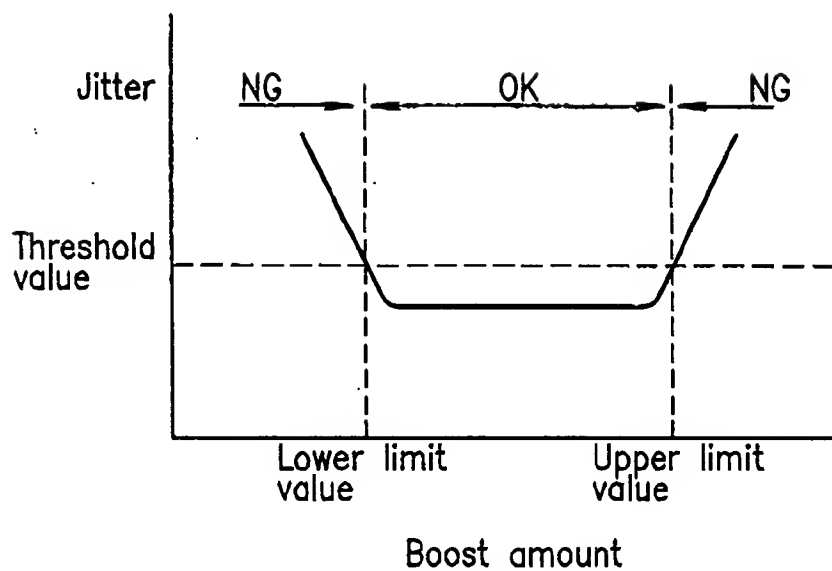 Jitter
NG
OK
NG
Threshold
value
Lower limit
value
Upper limit
value
Boost amount